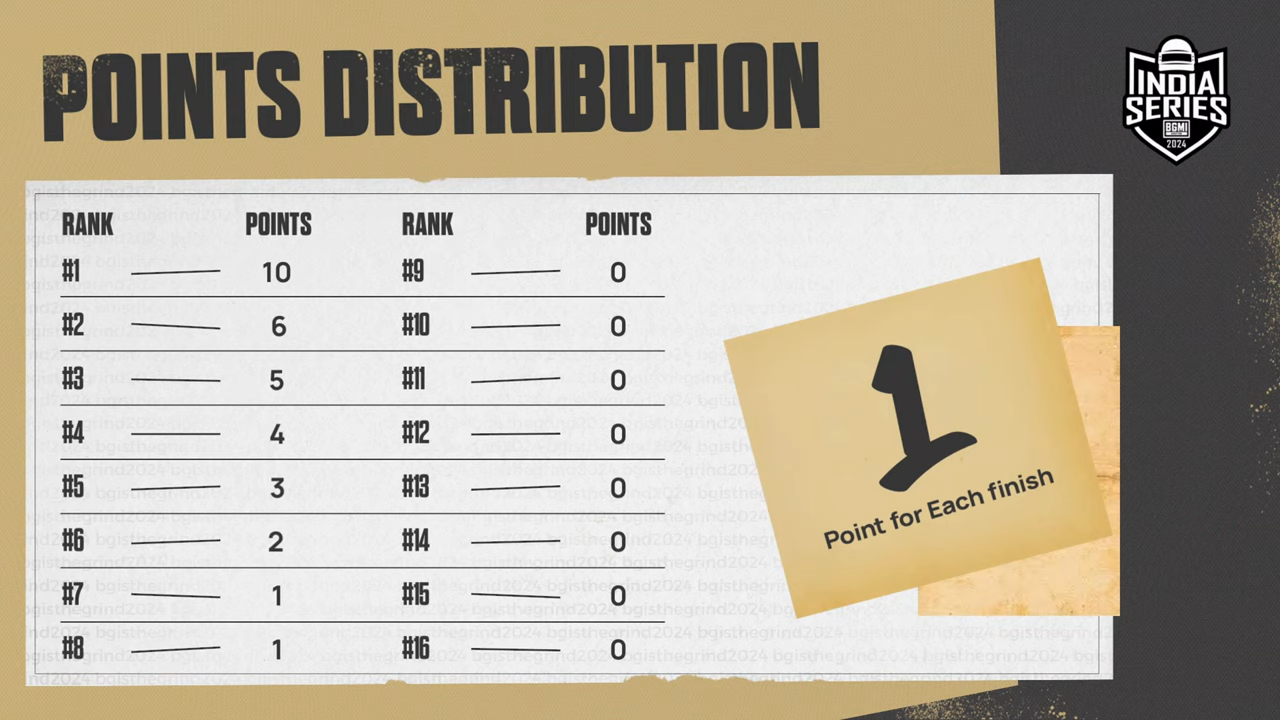 POINTS DISTRIBUTION
INDIA
SERIES
BGMI
2024
RANK POINTS RANK POINTS
#1 10 #9 0
#2 6 #10 0
#3 5 #11 0
#4 4 #12 0
#5 3 #13 0
#6 2 #14 0
#7 1 #15 0
#8 1 #16 0
1
Point for Each finish